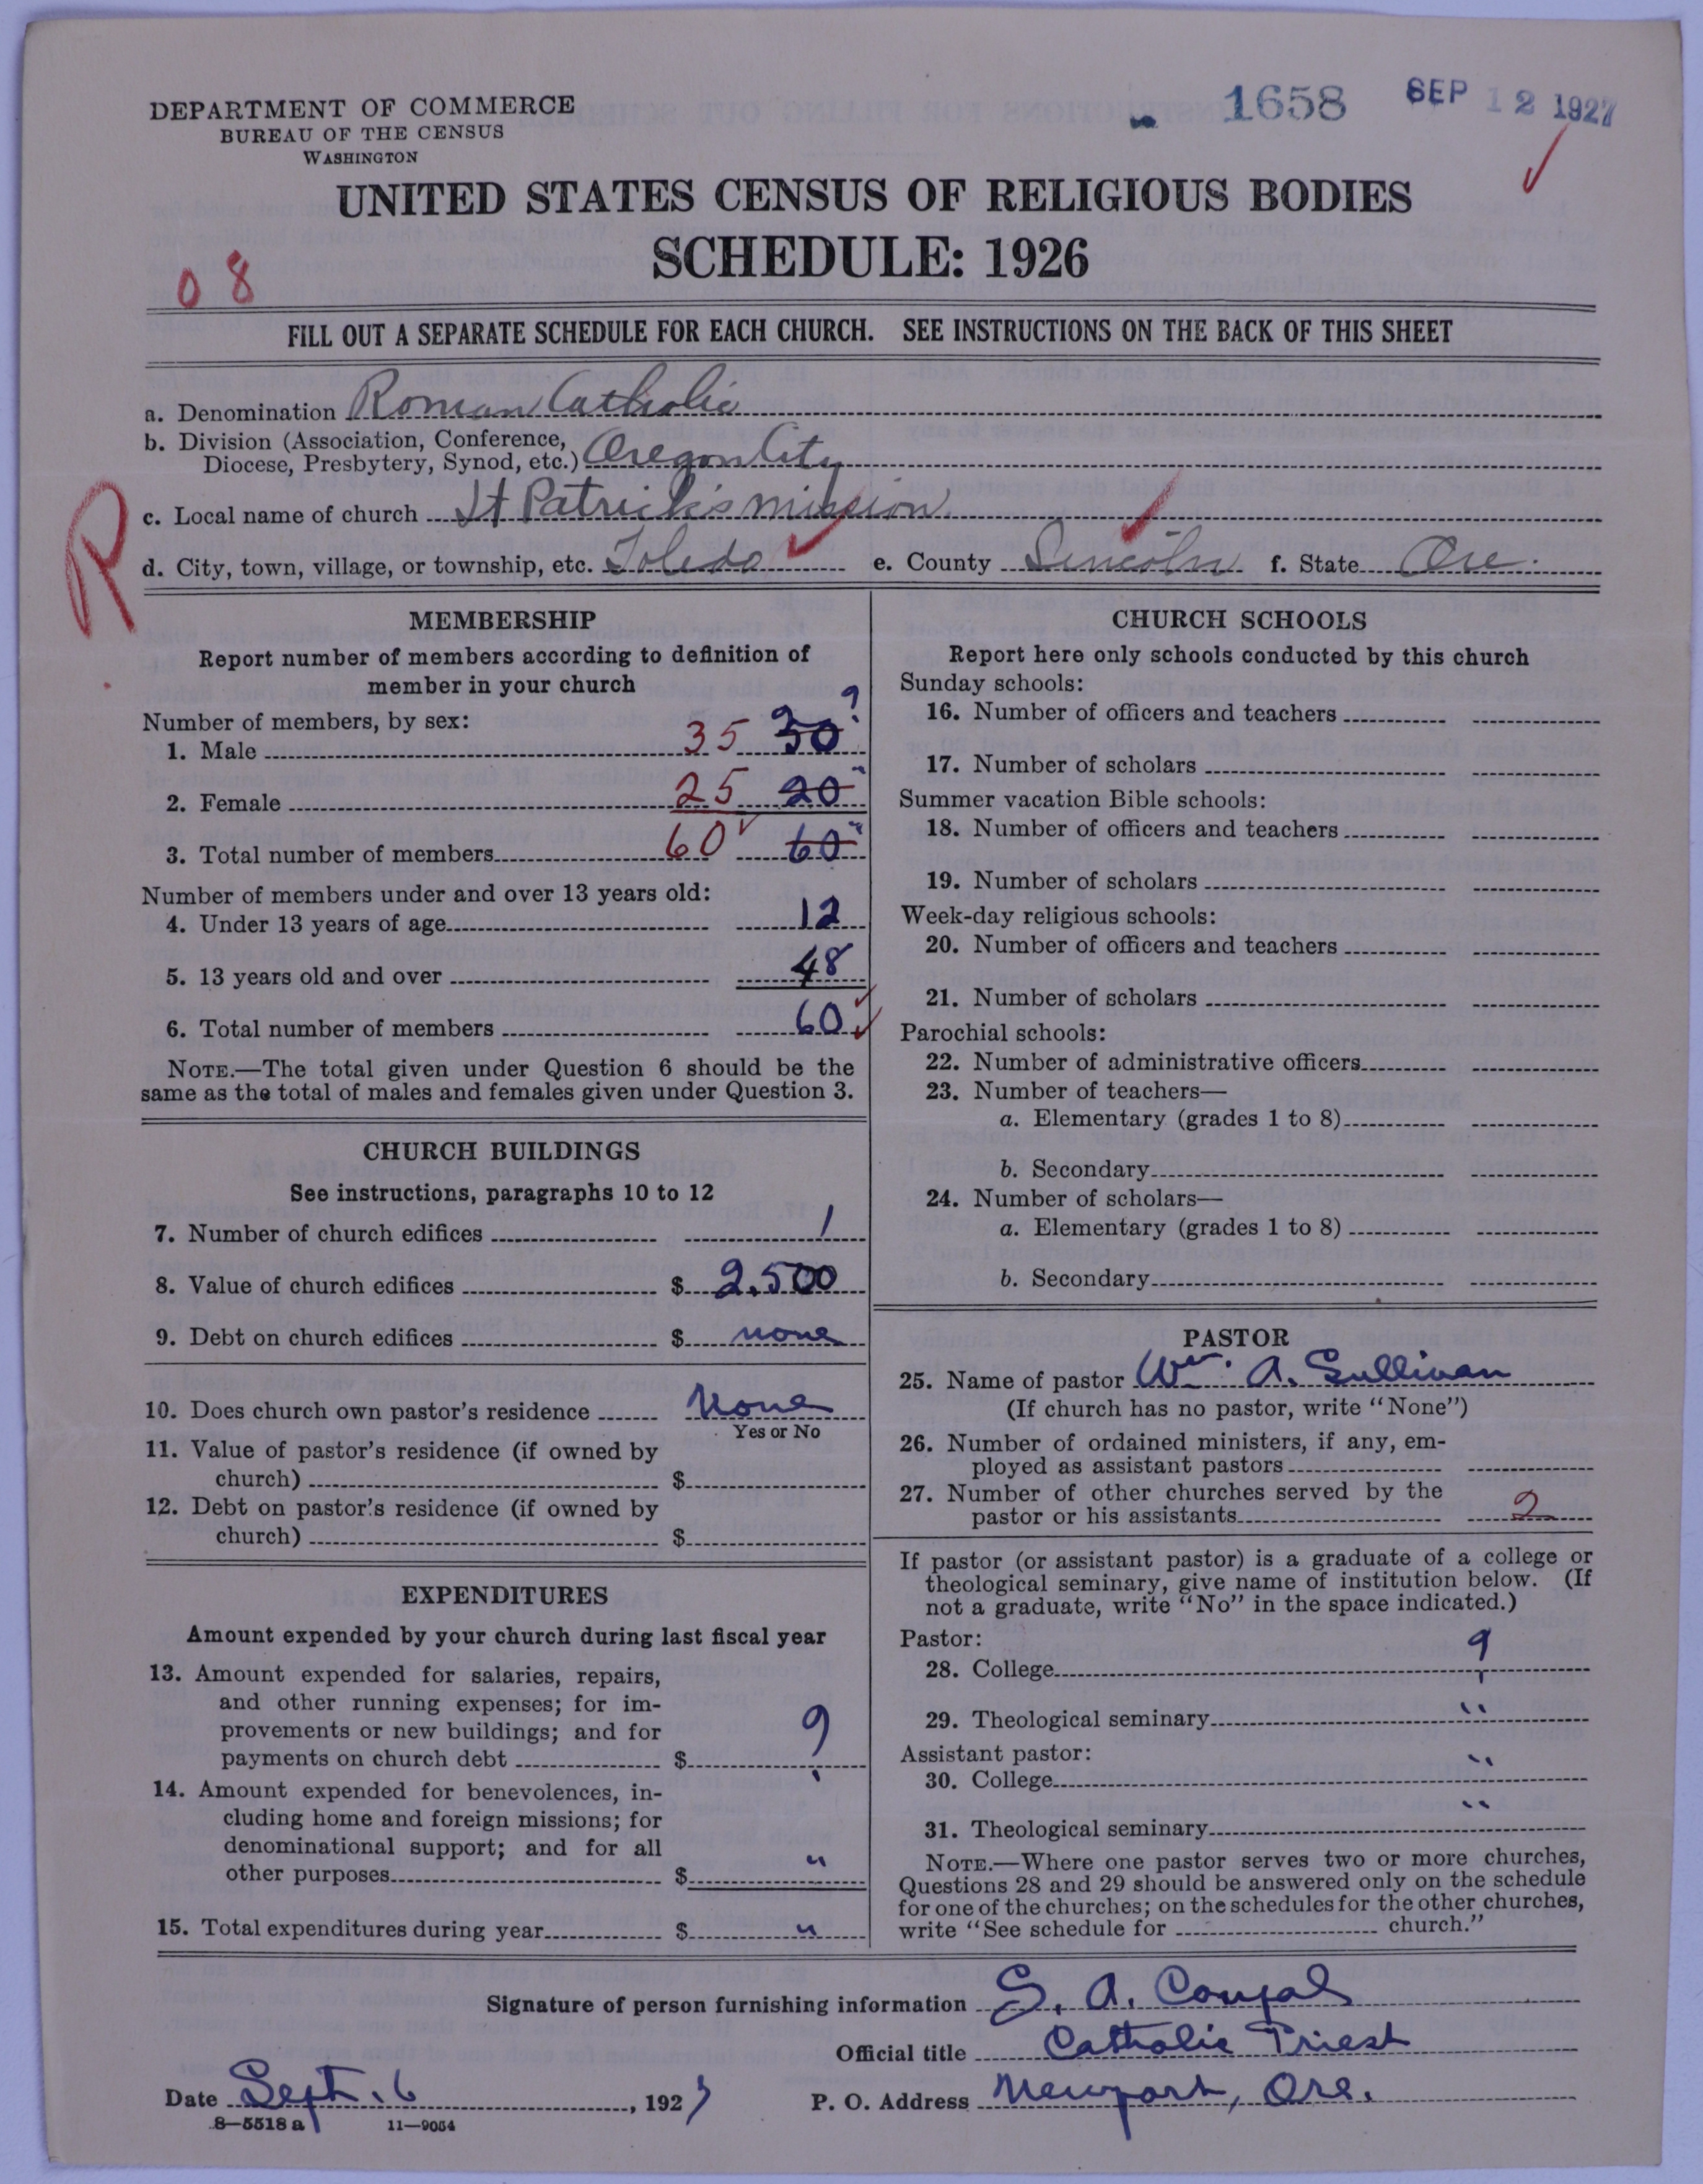 1658 SEP 12 1927
DEPARTMENT OF COMMERCE
BUREAU OF THE CENSUS
WASHINGTON
UNITED STATES CENSUS OF RELIGIOUS BODIES
SCHEDULE: 1926
08
FILL OUT A SEPARATE SCHEDULE FOR EACH CHURCH. SEE INSTRUCTIONS ON THE BACK OF THIS SHEET
R
a. Denomination Roman Catholic
b. Division (Association, Conference,
Diocese, Presbytery, Synod, etc.) Oregon City
c. Local name of church St Patrick's mission
d. City, town, village, or township, etc. Toledo e. County Lincoln f. State Ore.
MEMBERSHIP
Report number of members according to definition of
member in your church
Number of members, by sex: ?
1. Male 35 30
2. Female 25 20 "
3. Total number of members 60 60 "
Number of members under and over 13 years old:
4. Under 13 years of age 12
5. 13 years old and over 48
6. Total number of members 60
NOTE.—The total given under Question 6 should be the
same as the total of males and females given under Question 3.
CHURCH BUILDINGS
See instructions, paragraphs 10 to 12
7. Number of church edifices 1
8. Value of church edifices $ 2.500
9. Debt on church edifices $ none
10. Does church own pastor's residence None
Yes or No
11. Value of pastor's residence (if owned by
church) $
12. Debt on pastor's residence (if owned by
church) $
EXPENDITURES
Amount expended by your church during last fiscal year
13. Amount expended for salaries, repairs,
and other running expenses; for im-
provements or new buildings; and for
payments on church debt $ ?
14. Amount expended for benevolences, in-
cluding home and foreign missions; for
denominational support; and for all
other purposes $ "
15. Total expenditures during year $ "
CHURCH SCHOOLS
Report here only schools conducted by this church
Sunday schools:
16. Number of officers and teachers
17. Number of scholars
Summer vacation Bible schools:
18. Number of officers and teachers
19. Number of scholars
Week-day religious schools:
20. Number of officers and teachers
21. Number of scholars
Parochial schools:
22. Number of administrative officers
23. Number of teachers—
a. Elementary (grades 1 to 8)
b. Secondary
24. Number of scholars—
a. Elementary (grades 1 to 8)
b. Secondary
PASTOR
25. Name of pastor Wm. A. Sullivan
(If church has no pastor, write "None")
26. Number of ordained ministers, if any, em-
ployed as assistant pastors
27. Number of other churches served by the
pastor or his assistants 2
If pastor (or assistant pastor) is a graduate of a college or
theological seminary, give name of institution below. (If
not a graduate, write "No" in the space indicated.)
Pastor:
28. College ?
29. Theological seminary "
Assistant pastor:
30. College "
31. Theological seminary "
NOTE.—Where one pastor serves two or more churches,
Questions 28 and 29 should be answered only on the schedule
for one of the churches; on the schedules for the other churches,
write "See schedule for church."
Signature of person furnishing information S. A.
Official title Catholic Priest
Date Sept. 6, 1927 P. O. Address Newport, Ore.
8—5518 a 11—9054